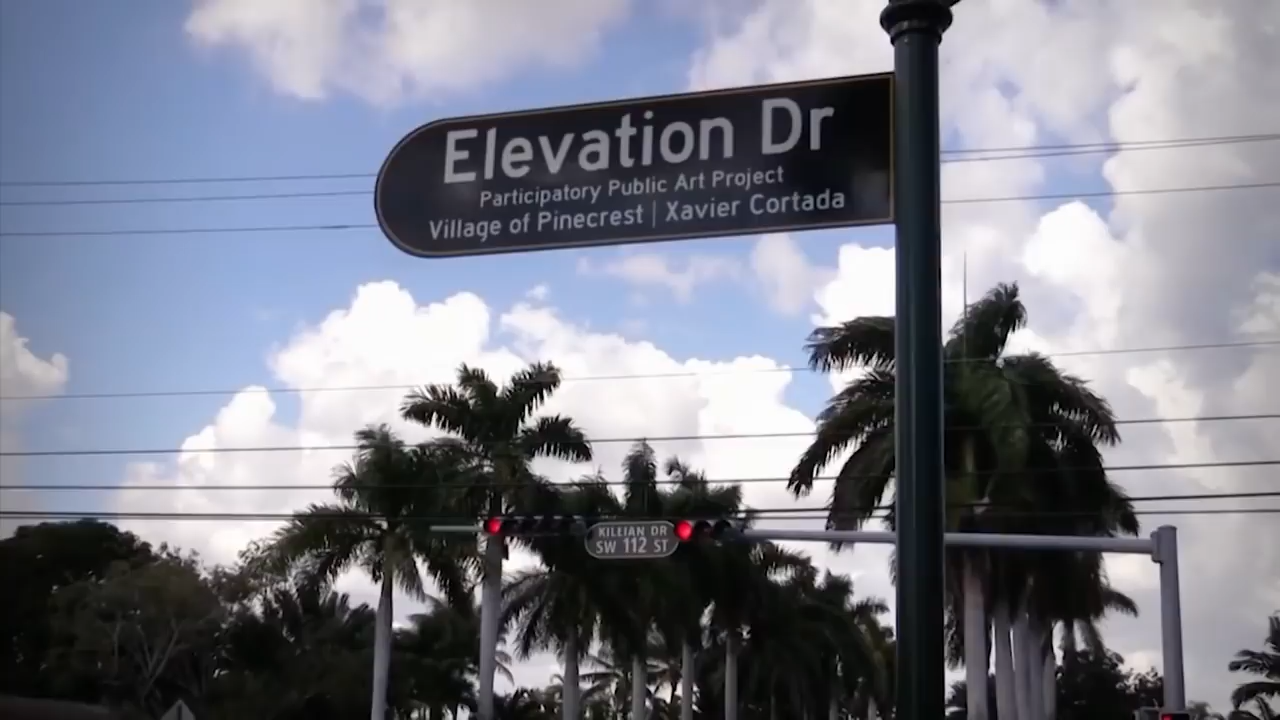 Elevation Dr
Participatory Public Art Project
Village of Pinecrest | Xavier Cortada
KILLIAN DR
SW 112 ST